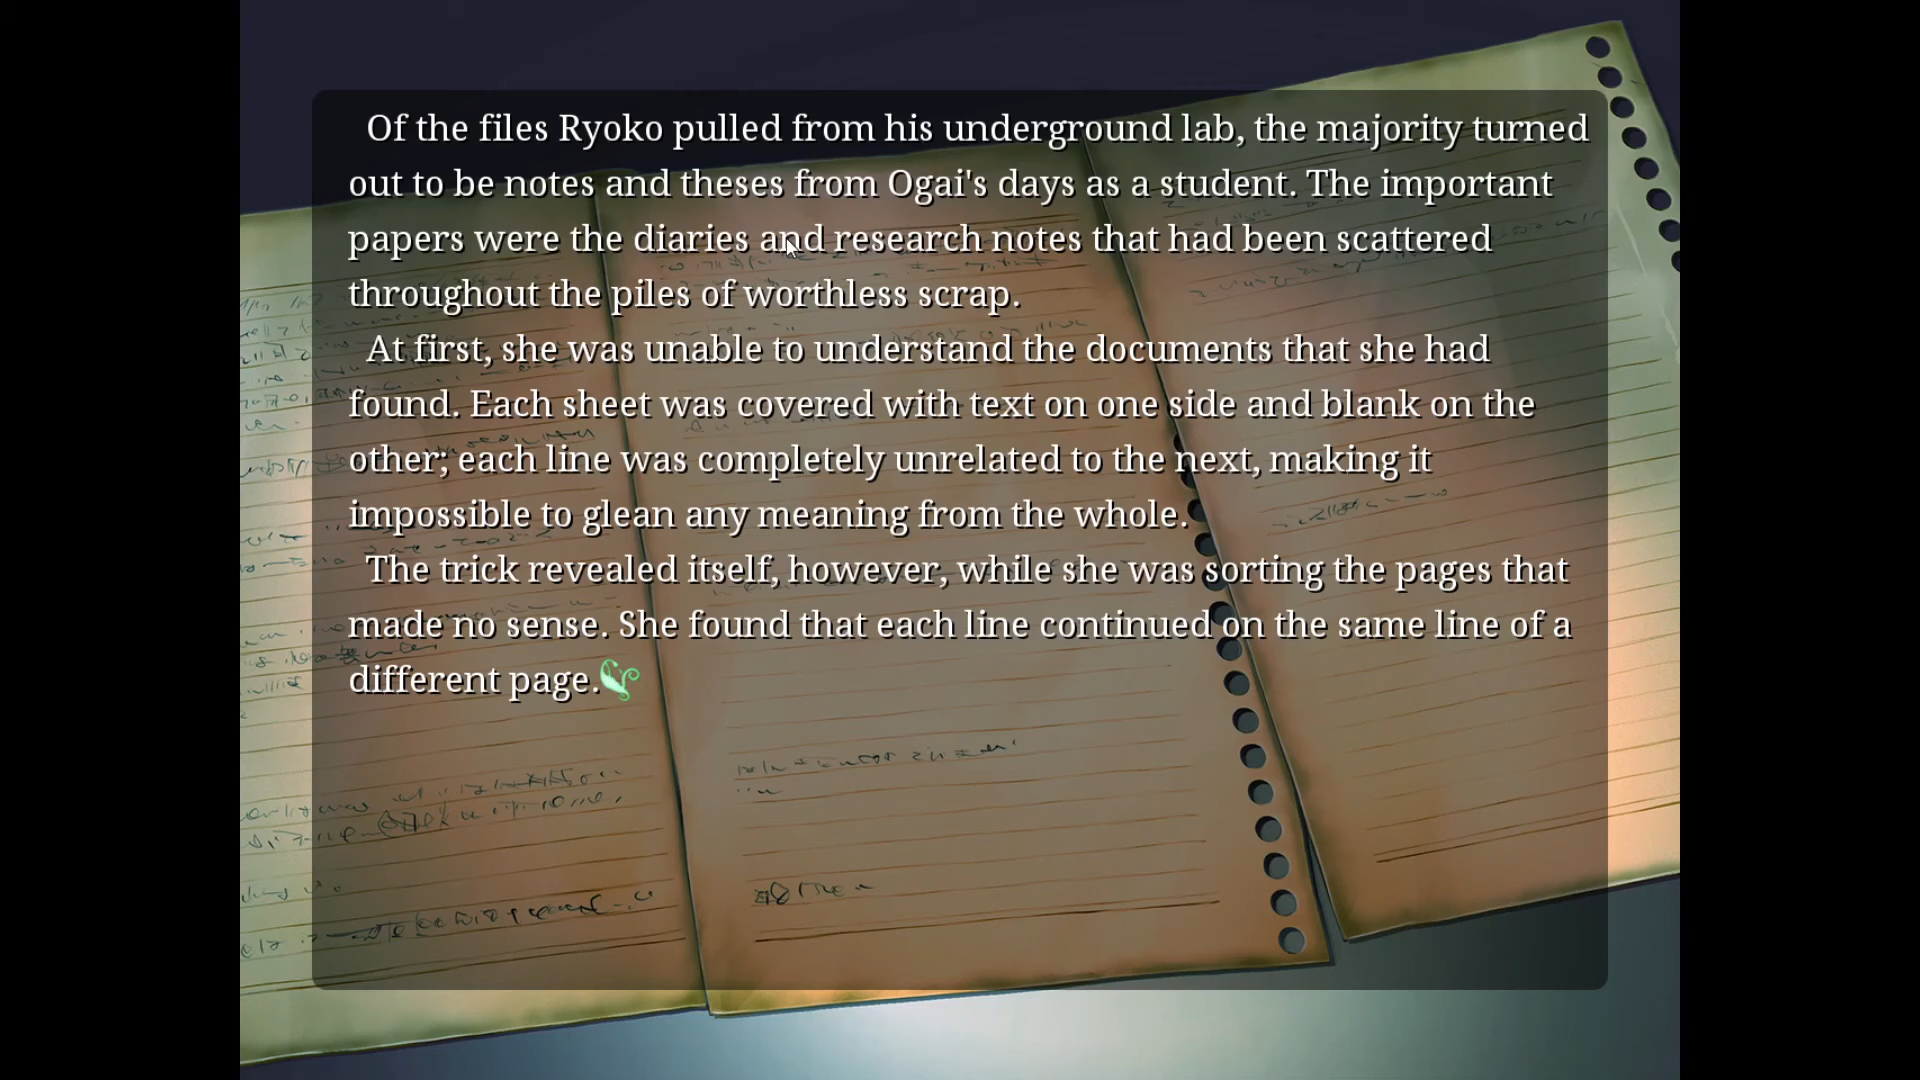 Of the files Ryoko pulled from his underground lab, the majority turned
out to be notes and theses from Ogai's days as a student. The important
papers were the diaries and research notes that had been scattered
throughout the piles of worthless scrap.
At first, she was unable to understand the documents that she had
found. Each sheet was covered with text on one side and blank on the
other; each line was completely unrelated to the next, making it
impossible to glean any meaning from the whole.
The trick revealed itself, however, while she was sorting the pages that
made no sense. She found that each line continued on the same line of a
different page.